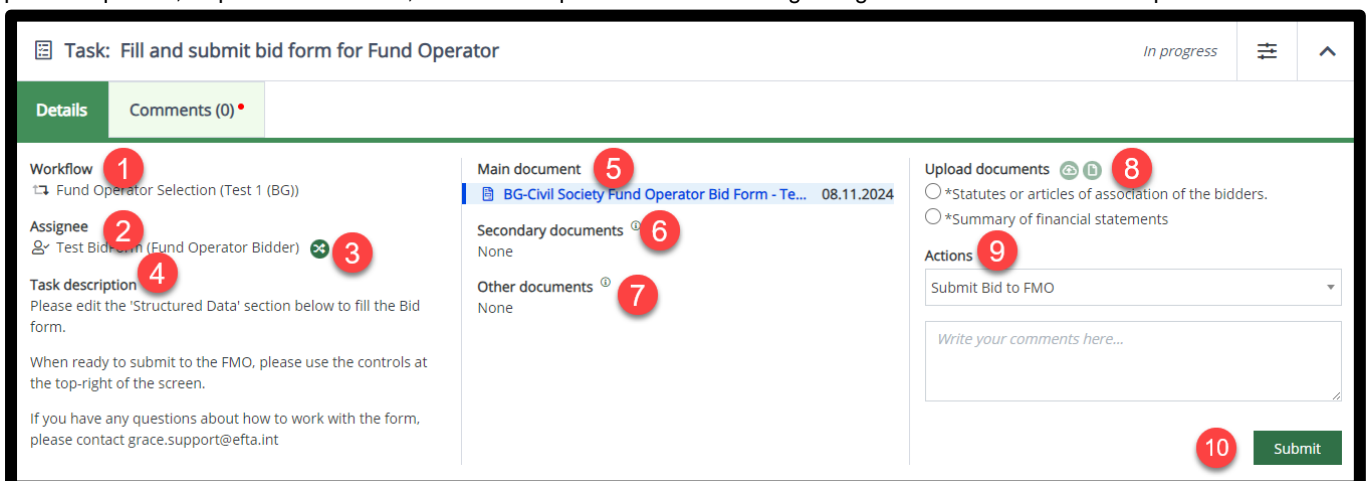 Task: Fill and submit bid form for Fund Operator
In progress
Details
Comments (0)
Workflow
1
Fund Operator Selection (Test 1 (BG))
Assignee
2
Test BidForm (Fund Operator Bidder)
3
Task description
4
Please edit the 'Structured Data' section below to fill the Bid
form.
When ready to submit to the FMO, please use the controls at
the top-right of the screen.
If you have any questions about how to work with the form,
please contact grace.support@efta.int
Main document
5
BG-Civil Society Fund Operator Bid Form - Te... 08.11.2024
Secondary documents
6
None
Other documents
7
None
Upload documents
8
*Statutes or articles of association of the bidders.
*Summary of financial statements
Actions
9
Submit Bid to FMO
Write your comments here...
10
Submit